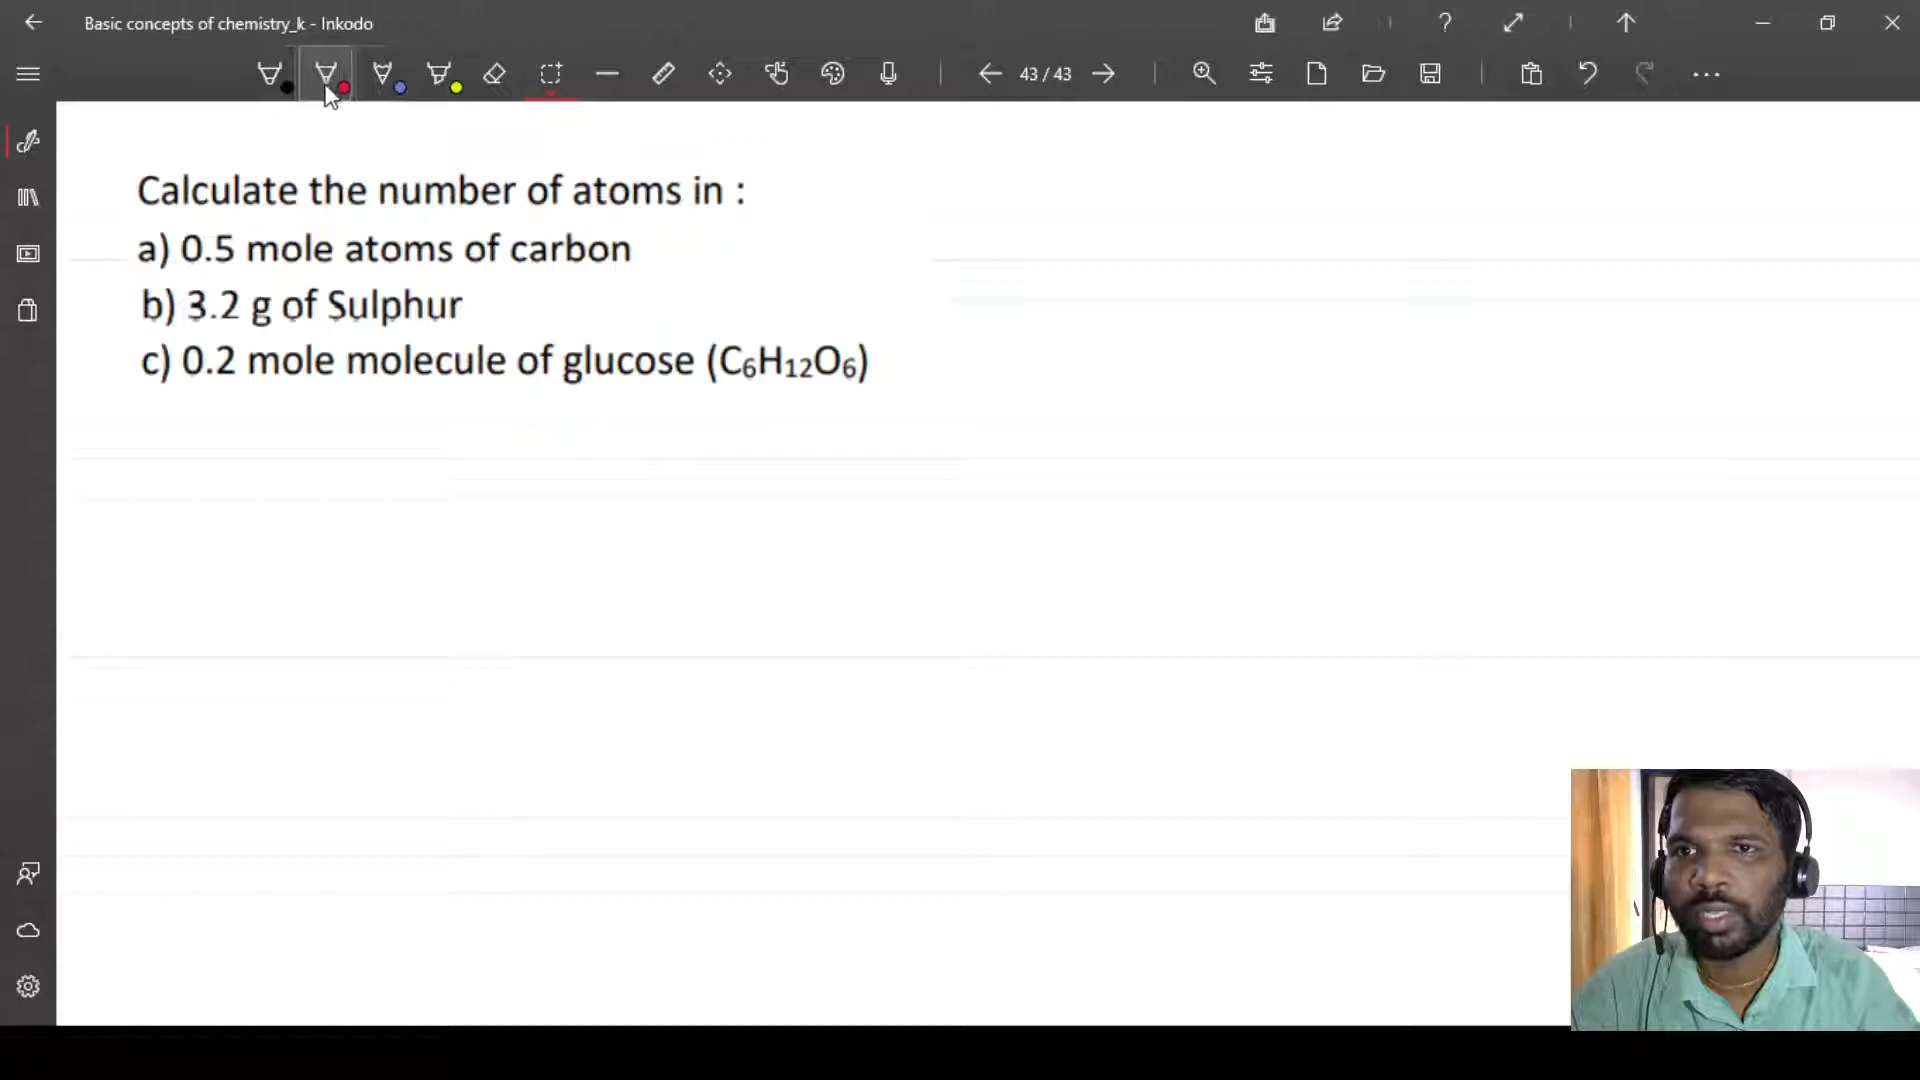 Basic concepts of chemistry_k - Inkodo
43 / 43
Calculate the number of atoms in :
a) 0.5 mole atoms of carbon
b) 3.2 g of Sulphur
c) 0.2 mole molecule of glucose (C₆H₁₂O₆)